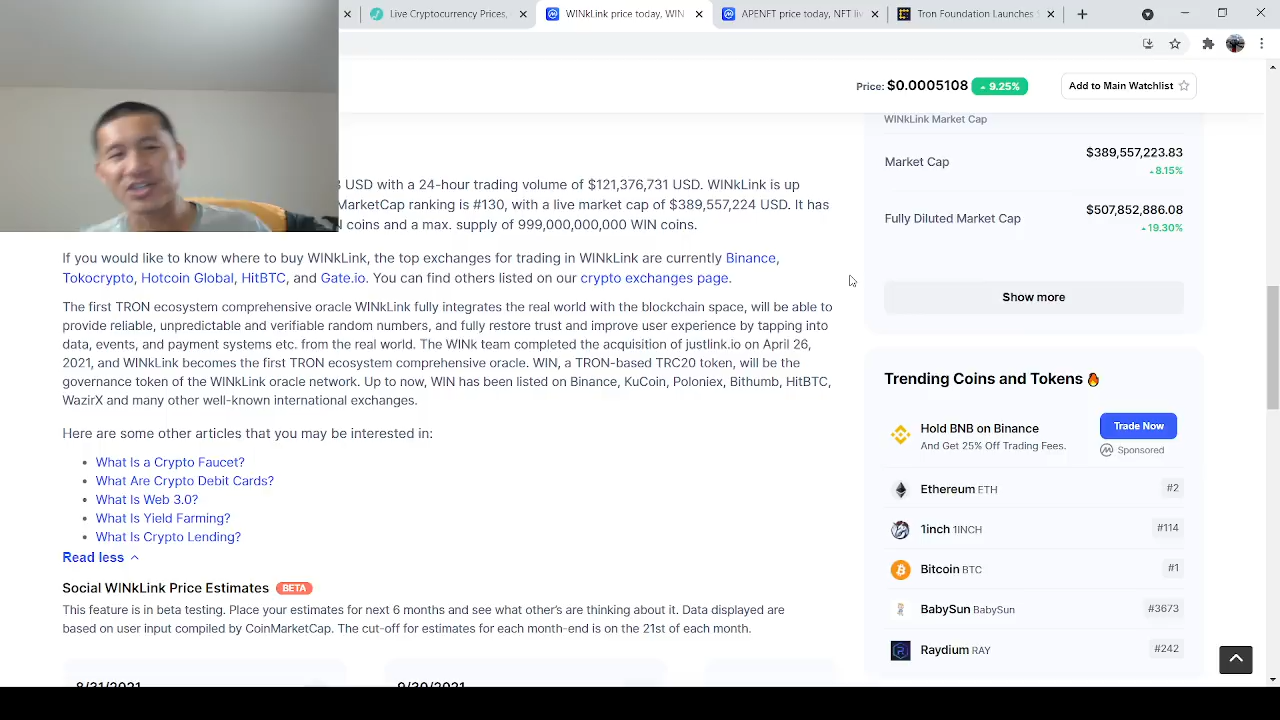 Live Cryptocurrency Prices,
WINkLink price today, WIN
APENFT price today, NFT liv
Tron Foundation Launches
Price: $0.0005108 9.25%
Add to Main Watchlist
USD with a 24-hour trading volume of $121,376,731 USD. WINkLink is up
MarketCap ranking is #130, with a live market cap of $389,557,224 USD. It has
coins and a max. supply of 999,000,000,000 WIN coins.
If you would like to know where to buy WINkLink, the top exchanges for trading in WINkLink are currently Binance,
Tokocrypto, Hotcoin Global, HitBTC, and Gate.io. You can find others listed on our crypto exchanges page.
The first TRON ecosystem comprehensive oracle WINkLink fully integrates the real world with the blockchain space, will be able to
provide reliable, unpredictable and verifiable random numbers, and fully restore trust and improve user experience by tapping into
data, events, and payment systems etc. from the real world. The WINk team completed the acquisition of justlink.io on April 26,
2021, and WINkLink becomes the first TRON ecosystem comprehensive oracle. WIN, a TRON-based TRC20 token, will be the
governance token of the WINkLink oracle network. Up to now, WIN has been listed on Binance, KuCoin, Poloniex, Bithumb, HitBTC,
WazirX and many other well-known international exchanges.
Here are some other articles that you may be interested in:
What Is a Crypto Faucet?
What Are Crypto Debit Cards?
What Is Web 3.0?
What Is Yield Farming?
What Is Crypto Lending?
Read less
Social WINkLink Price Estimates BETA
This feature is in beta testing. Place your estimates for next 6 months and see what other's are thinking about it. Data displayed are
based on user input compiled by CoinMarketCap. The cut-off for estimates for each month-end is on the 21st of each month.
8/31/2021
9/30/2021
WINkLink Market Cap
Market Cap $389,557,223.83
8.15%
Fully Diluted Market Cap $507,852,886.08
19.30%
Show more
Trending Coins and Tokens
Hold BNB on Binance
And Get 25% Off Trading Fees.
Trade Now
Sponsored
Ethereum ETH #2
1inch 1INCH #114
Bitcoin BTC #1
BabySun BabySun #3673
Raydium RAY #242